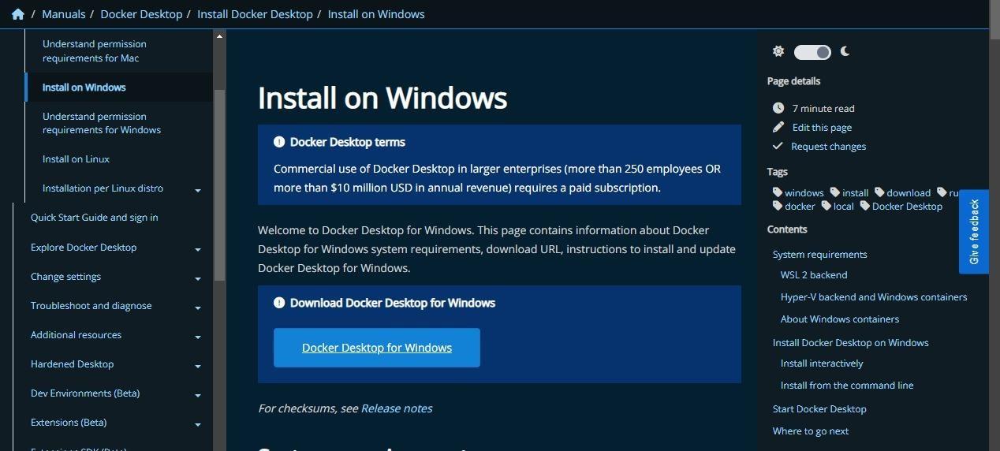 / Manuals / Docker Desktop / Install Docker Desktop / Install on Windows
Understand permission
requirements for Mac
Install on Windows
Understand permission
requirements for Windows
Install on Linux
Installation per Linux distro
Quick Start Guide and sign in
Explore Docker Desktop
Change settings
Troubleshoot and diagnose
Additional resources
Hardened Desktop
Dev Environments (Beta)
Extensions (Beta)
Install on Windows
Docker Desktop terms
Commercial use of Docker Desktop in larger enterprises (more than 250 employees OR
more than $10 million USD in annual revenue) requires a paid subscription.
Welcome to Docker Desktop for Windows. This page contains information about Docker
Desktop for Windows system requirements, download URL, instructions to install and update
Docker Desktop for Windows.
Download Docker Desktop for Windows
Docker Desktop for Windows
For checksums, see Release notes
Page details
7 minute read
Edit this page
Request changes
Tags
windows install download
docker local Docker Desktop
Give feedback
Contents
System requirements
WSL 2 backend
Hyper-V backend and Windows containers
About Windows containers
Install Docker Desktop on Windows
Install interactively
Install from the command line
Start Docker Desktop
Where to go next